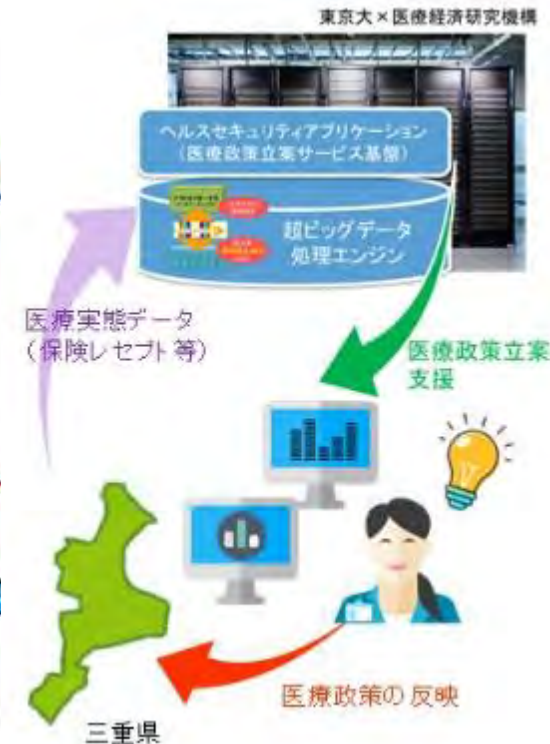 東京大×医療経済研究機構
ヘルスセキュリティアプリケーション
（医療政策立案サービス基盤）
超ビッグデータ
処理エンジン
医療実態データ
（保険レセプト等）
医療政策立案
支援
医療政策の反映
三重県